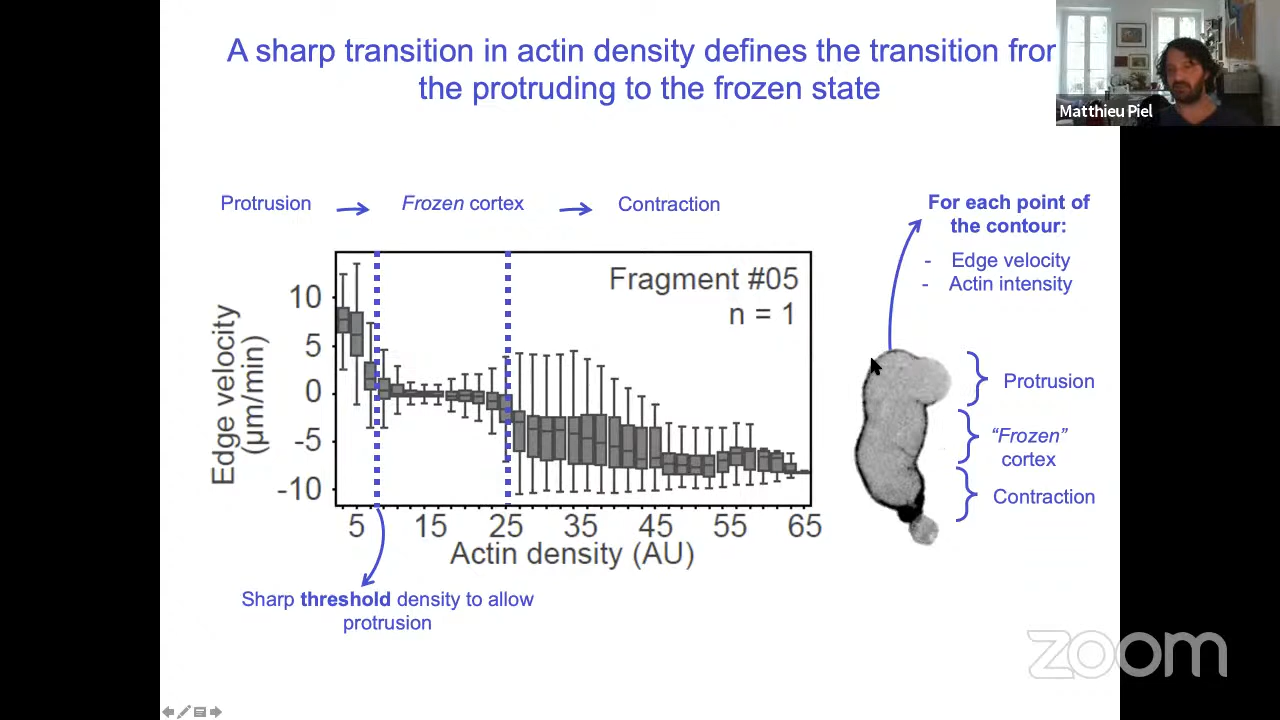 A sharp transition in actin density defines the transition fror
the protruding to the frozen state
Matthieu Piel
Protrusion
Frozen cortex
Contraction
For each point of
the contour:
- Edge velocity
- Actin intensity
Fragment #05
n = 1
Edge velocity
(μm/min)
10
5
0
-5
-10
5 15 25 35 45 55 65
Actin density (AU)
Protrusion
"Frozen"
cortex
Contraction
Sharp threshold density to allow
protrusion
zoom